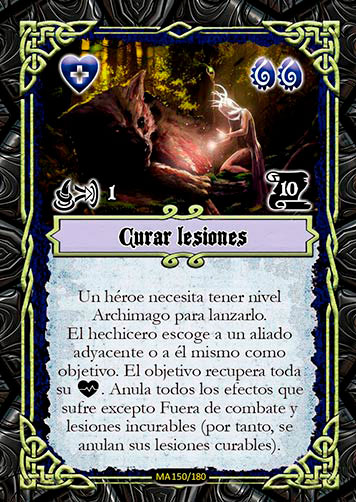 1
10
Curar lesiones
Un héroe necesita tener nivel
Archimago para lanzarlo.
El hechicero escoge a un aliado
adyacente o a él mismo como
objetivo. El objetivo recupera toda
su . Anula todos los efectos que
sufre excepto Fuera de combate y
lesiones incurables (por tanto, se
anulan sus lesiones curables).
MA 150/180